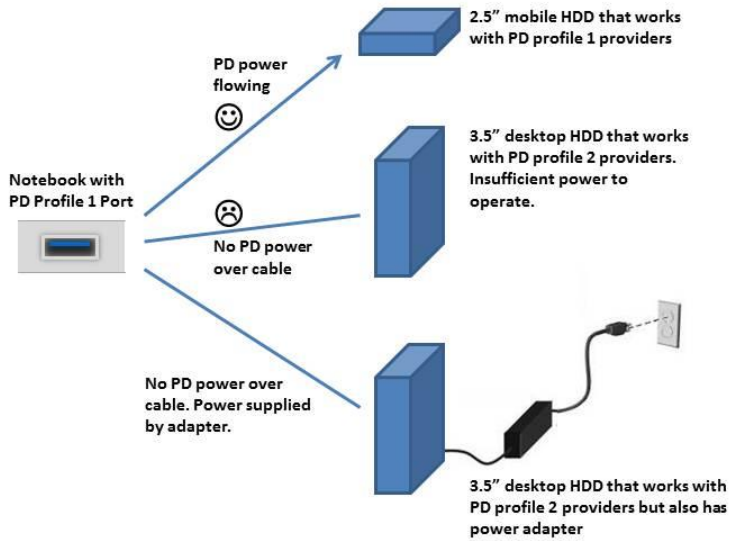 2.5” mobile HDD that works
with PD profile 1 providers
PD power
flowing
3.5” desktop HDD that works
with PD profile 2 providers.
Insufficient power to
operate.
Notebook with
PD Profile 1 Port
No PD power
over cable
No PD power over
cable. Power supplied
by adapter.
3.5” desktop HDD that works with
PD profile 2 providers but also has
power adapter